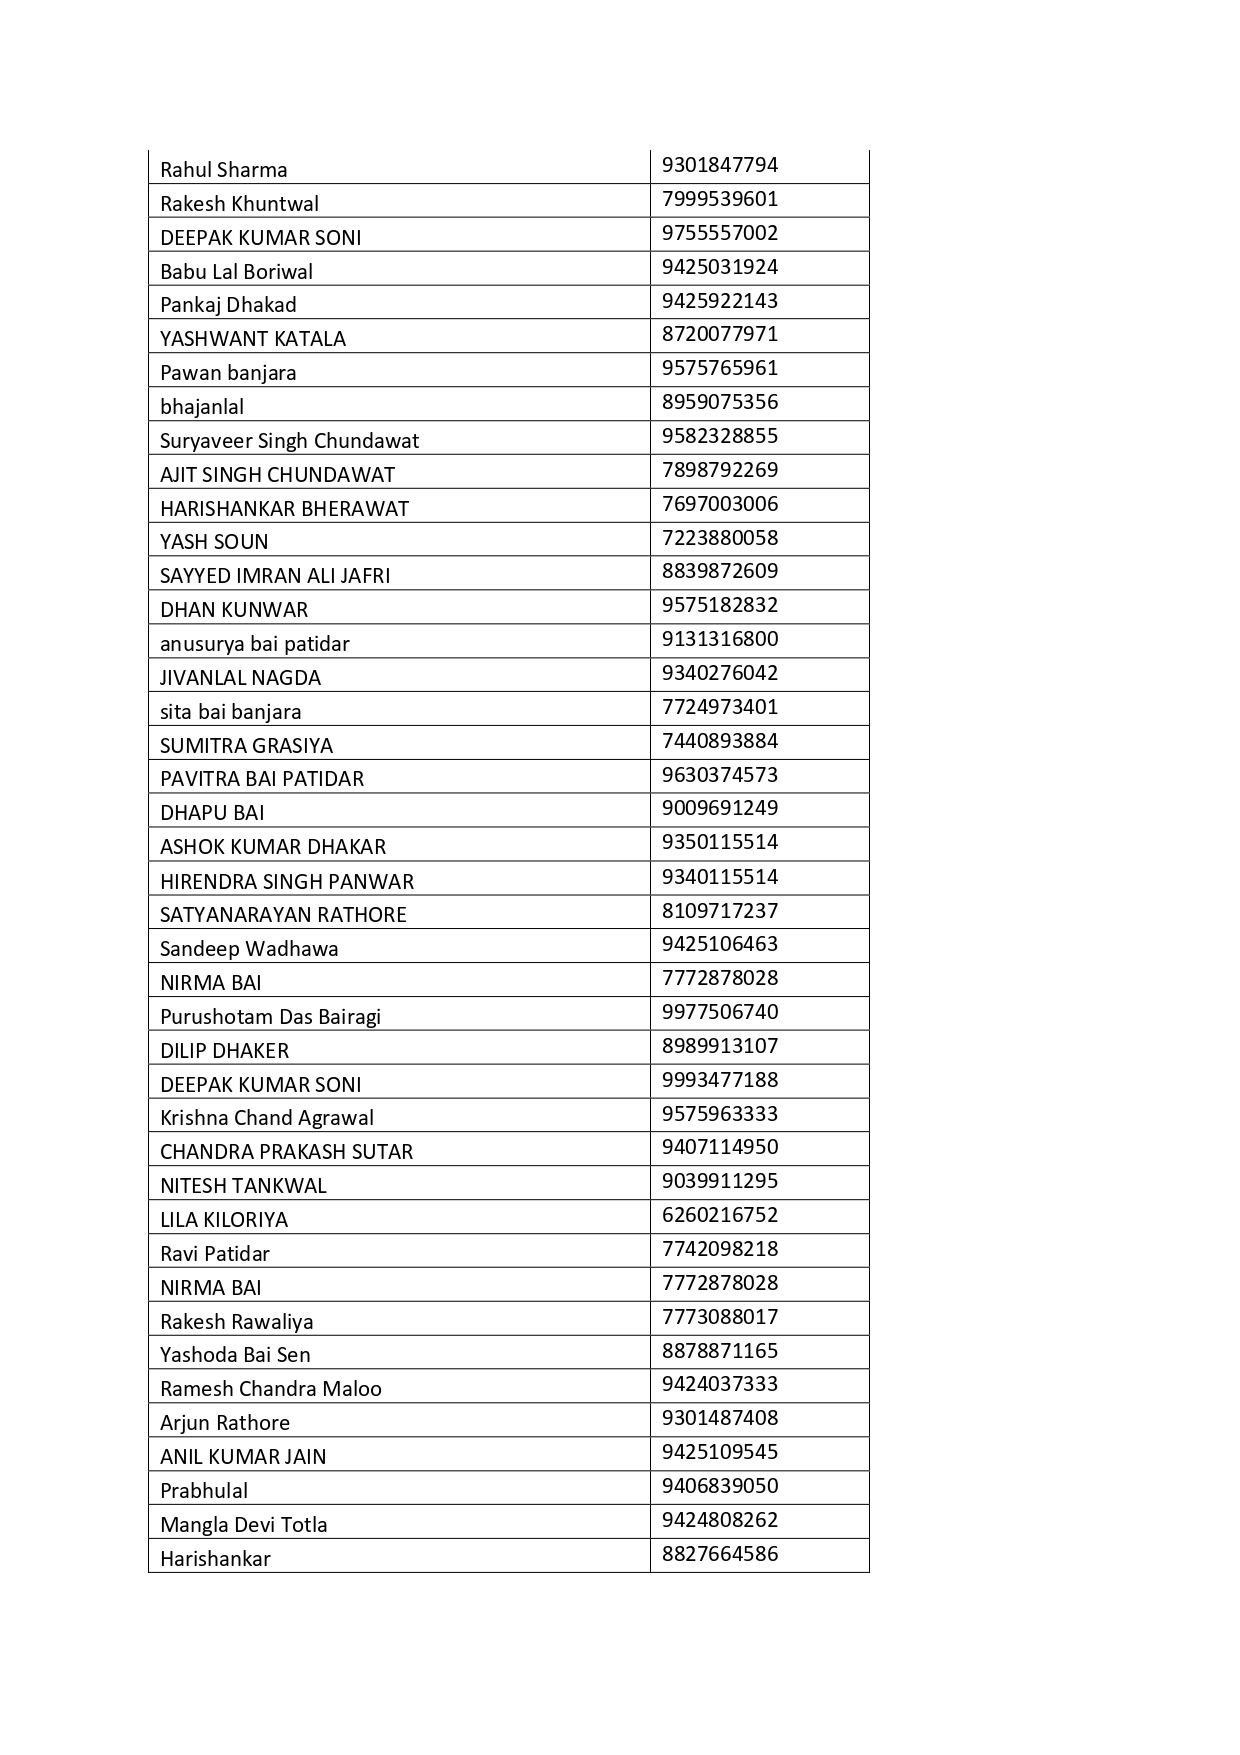 Rahul Sharma 9301847794
Rakesh Khuntwal 7999539601
DEEPAK KUMAR SONI 9755557002
Babu Lal Boriwal 9425031924
Pankaj Dhakad 9425922143
YASHWANT KATALA 8720077971
Pawan banjara 9575765961
bhajanlal 8959075356
Suryaveer Singh Chundawat 9582328855
AJIT SINGH CHUNDAWAT 7898792269
HARISHANKAR BHERAWAT 7697003006
YASH SOUN 7223880058
SAYYED IMRAN ALI JAFRI 8839872609
DHAN KUNWAR 9575182832
anusurya bai patidar 9131316800
JIVANLAL NAGDA 9340276042
sita bai banjara 7724973401
SUMITRA GRASIYA 7440893884
PAVITRA BAI PATIDAR 9630374573
DHAPU BAI 9009691249
ASHOK KUMAR DHAKAR 9350115514
HIRENDRA SINGH PANWAR 9340115514
SATYANARAYAN RATHORE 8109717237
Sandeep Wadhawa 9425106463
NIRMA BAI 7772878028
Purushotam Das Bairagi 9977506740
DILIP DHAKER 8989913107
DEEPAK KUMAR SONI 9993477188
Krishna Chand Agrawal 9575963333
CHANDRA PRAKASH SUTAR 9407114950
NITESH TANKWAL 9039911295
LILA KILORIYA 6260216752
Ravi Patidar 7742098218
NIRMA BAI 7772878028
Rakesh Rawaliya 7773088017
Yashoda Bai Sen 8878871165
Ramesh Chandra Maloo 9424037333
Arjun Rathore 9301487408
ANIL KUMAR JAIN 9425109545
Prabhulal 9406839050
Mangla Devi Totla 9424808262
Harishankar 8827664586